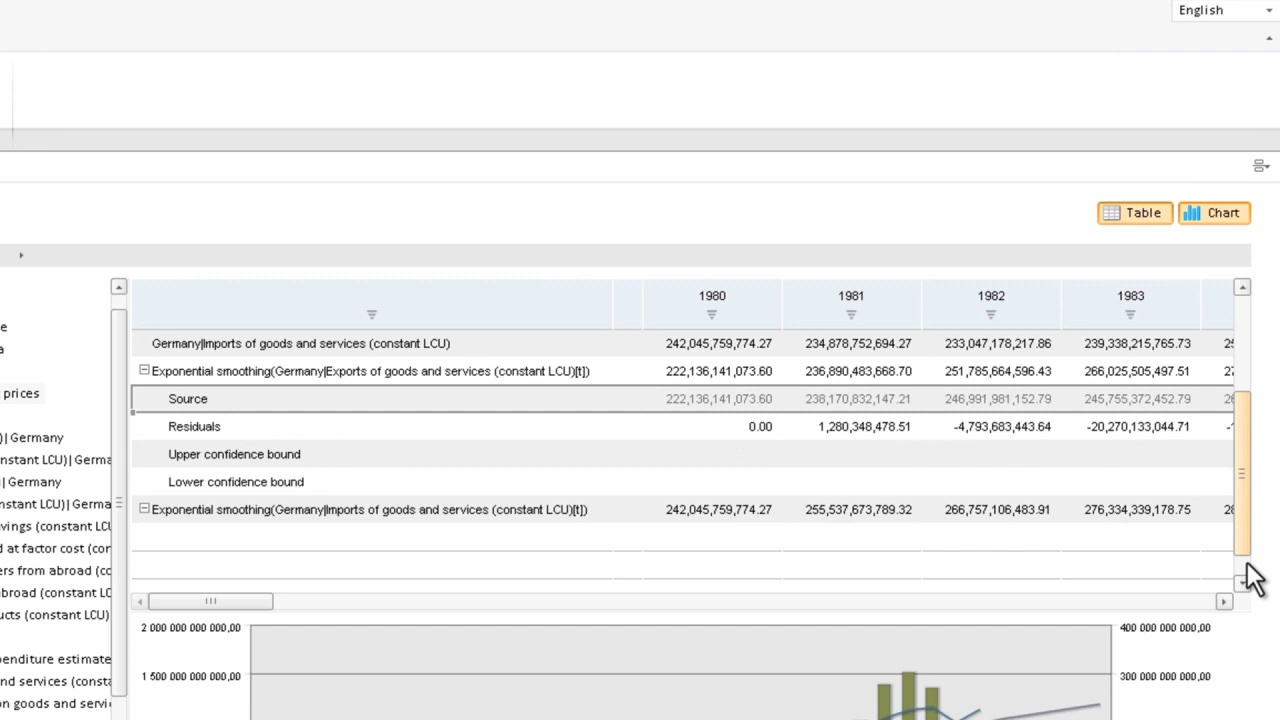 English
Table Chart
1980 1981 1982 1983
Germany|Imports of goods and services (constant LCU) 242,045,759,774.27 234,878,752,694.27 233,047,178,217.86 239,338,215,765.73 25
Exponential smoothing(Germany|Exports of goods and services (constant LCU)[t]) 222,136,141,073.60 236,890,483,668.70 251,785,664,596.43 266,025,505,497.51 27
Source 222,136,141,073.60 238,170,832,147.21 246,991,981,152.79 245,755,372,452.79 26
Residuals 0.00 1,280,348,478.51 -4,793,683,443.64 -20,270,133,044.71 -1
Upper confidence bound
Lower confidence bound
Exponential smoothing(Germany|Imports of goods and services (constant LCU)[t]) 242,045,759,774.27 255,537,673,789.32 266,757,106,483.91 276,334,339,178.75 28
e
a
prices
)| Germany
nstant LCU)| Germa
| Germany
nstant LCU)| Germa
vings (constant LCU
d at factor cost (con
ers from abroad (co
broad (constant LC
ucts (constant LCU)
penditure estimate
nd services (consta
on goods and servi
2 000 000 000 000,00 400 000 000 000,00
1 500 000 000 000,00 300 000 000 000,00